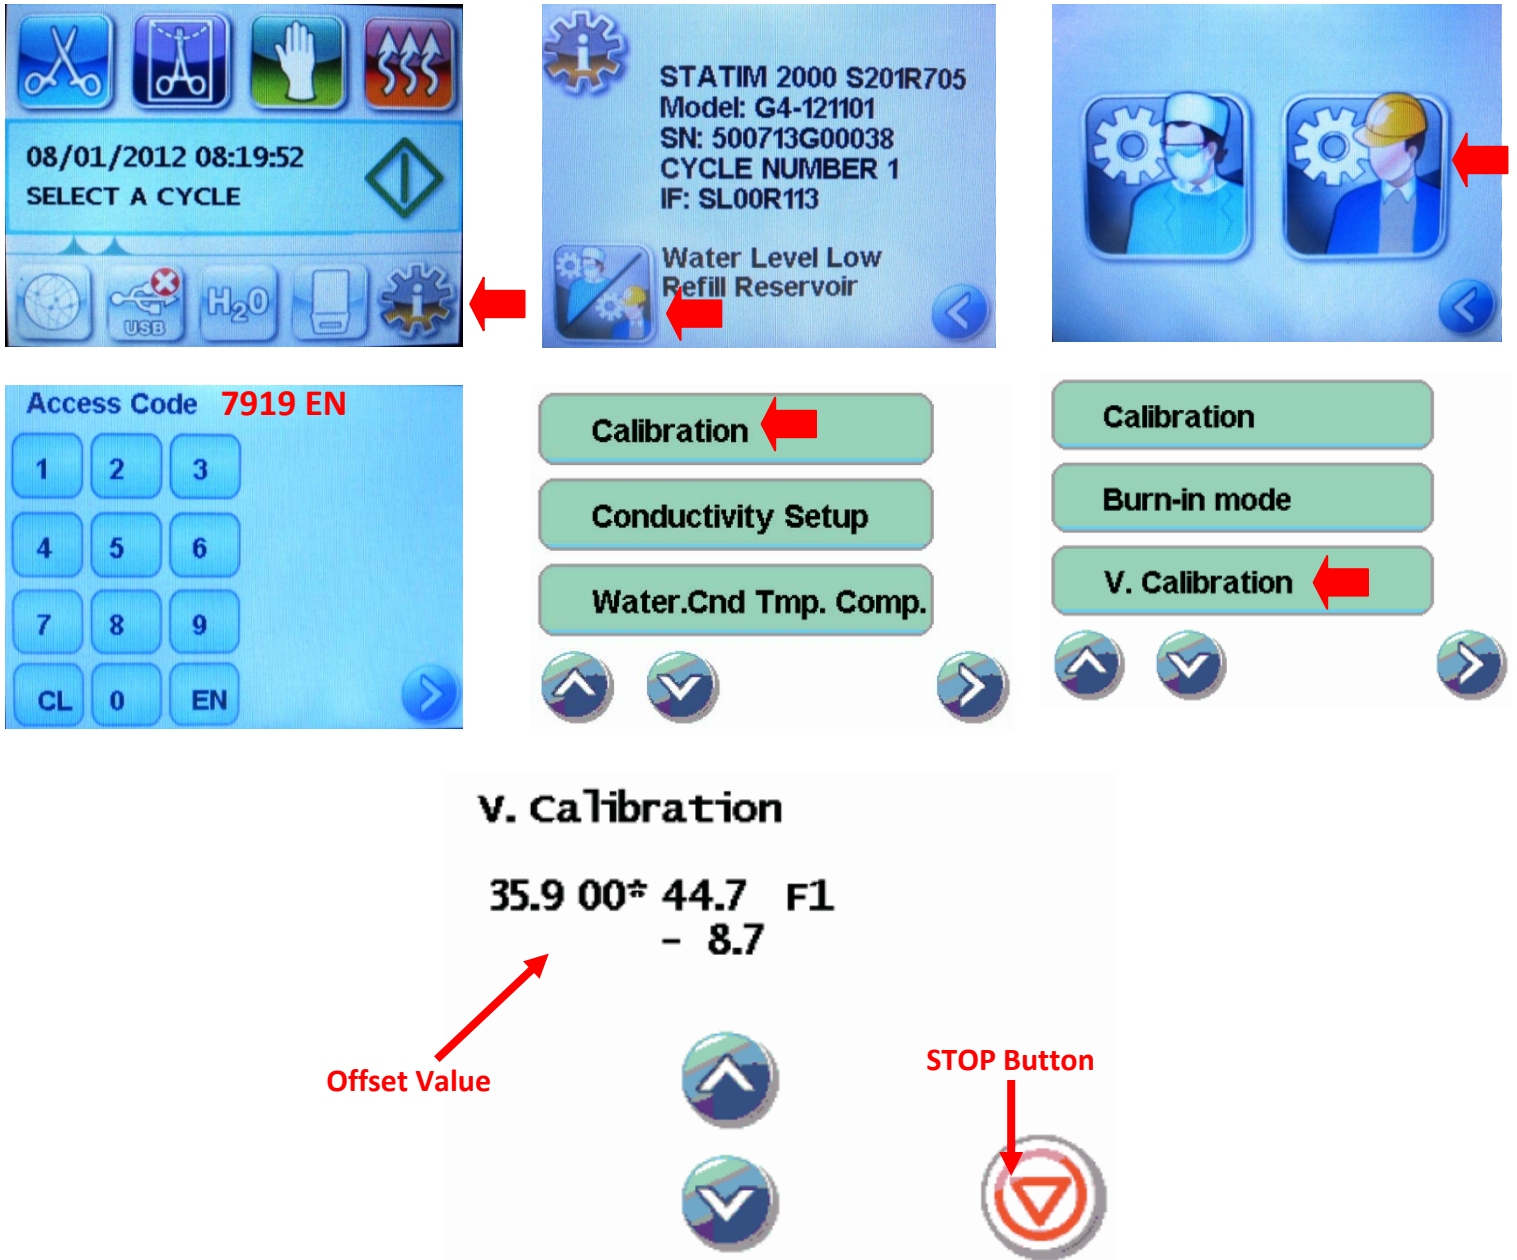 08/01/2012 08:19:52
SELECT A CYCLE
USB
H2O
i
i
STATIM 2000 S201R705
Model: G4-121101
SN: 500713G00038
CYCLE NUMBER 1
IF: SL00R113
Water Level Low
Refill Reservoir
Access Code 7919 EN
1 2 3
4 5 6
7 8 9
CL 0 EN
Calibration
Conductivity Setup
Water.Cnd Tmp. Comp.
Calibration
Burn-in mode
V. Calibration
V. Calibration
35.9 00* 44.7 F1
- 8.7
Offset Value
STOP Button